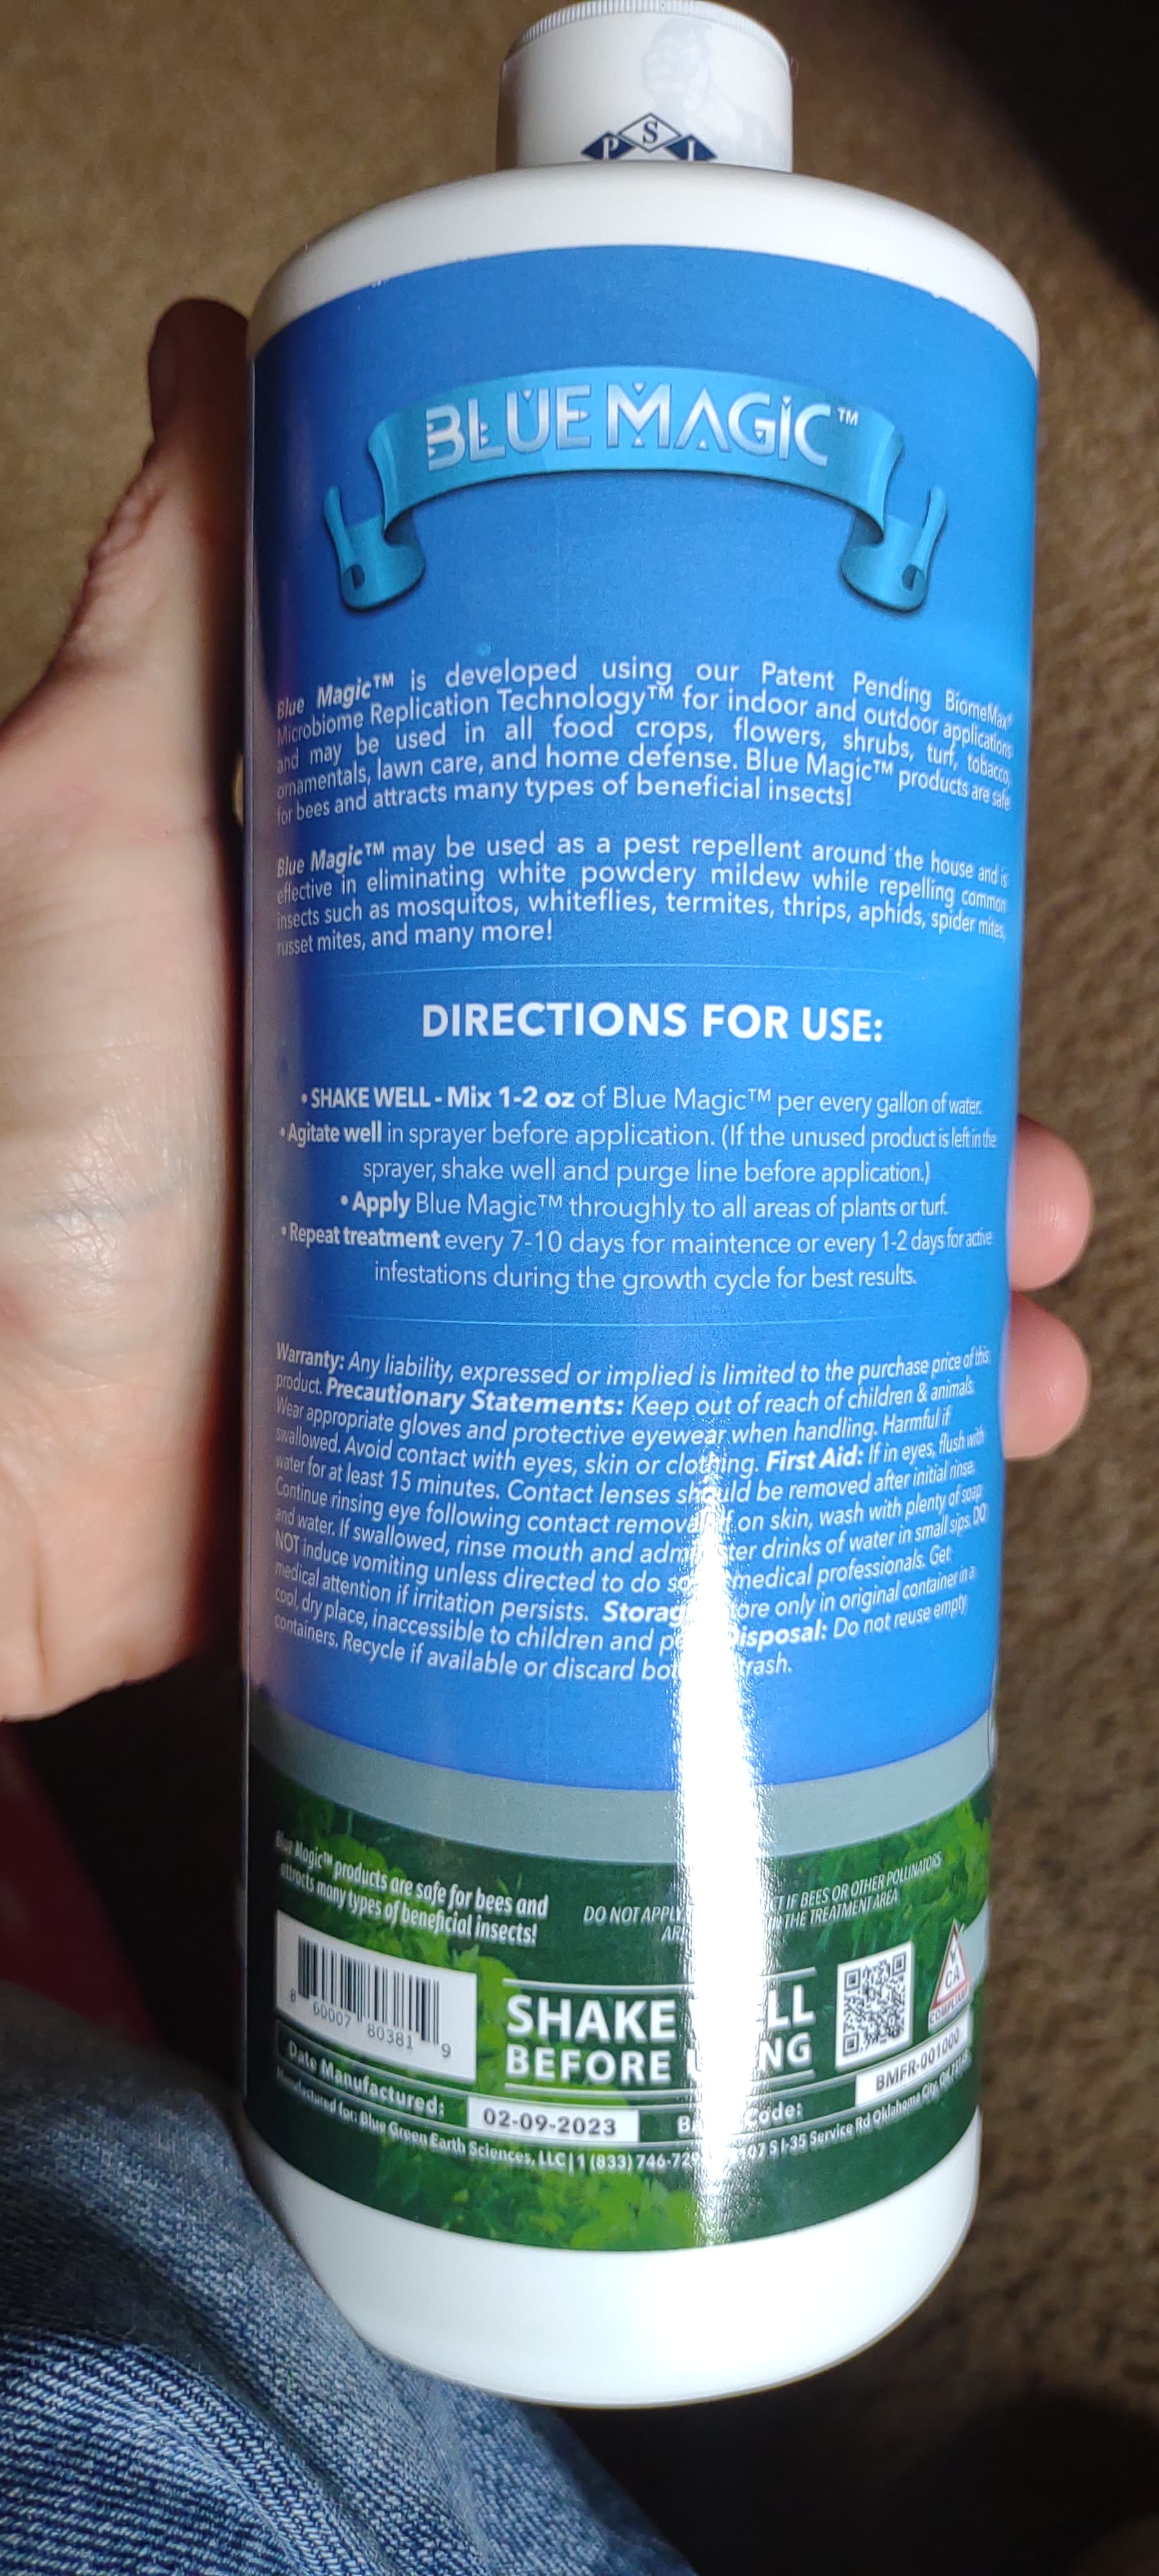 P S I
BLUE MAGIC™
Blue Magic™ is developed using our Patent Pending BiomeMax®
Microbiome Replication Technology™ for indoor and outdoor applications
and may be used in all food crops, flowers, shrubs, turf, tobacco,
ornamentals, lawn care, and home defense. Blue Magic™ products are safe
for bees and attracts many types of beneficial insects!
Blue Magic™ may be used as a pest repellent around the house and is
effective in eliminating white powdery mildew while repelling common
insects such as mosquitos, whiteflies, termites, thrips, aphids, spider mites,
russet mites, and many more!
DIRECTIONS FOR USE:
• SHAKE WELL - Mix 1-2 oz of Blue Magic™ per every gallon of water.
• Agitate well in sprayer before application. (If the unused product is left in the
sprayer, shake well and purge line before application.)
• Apply Blue Magic™ throughly to all areas of plants or turf.
• Repeat treatment every 7-10 days for maintence or every 1-2 days for active
infestations during the growth cycle for best results.
Warranty: Any liability, expressed or implied is limited to the purchase price of this
product. Precautionary Statements: Keep out of reach of children & animals.
Wear appropriate gloves and protective eyewear when handling. Harmful if
swallowed. Avoid contact with eyes, skin or clothing. First Aid: If in eyes, flush with
water for at least 15 minutes. Contact lenses should be removed after initial rinse.
Continue rinsing eye following contact removal. If on skin, wash with plenty of soap
and water. If swallowed, rinse mouth and administer drinks of water in small sips. DO
NOT induce vomiting unless directed to do so medical professionals. Get
medical attention if irritation persists. Storage: Store only in original container in a
cool, dry place, inaccessible to children and Disposal: Do not reuse empty
containers. Recycle if available or discard trash.
Blue Magic™ products are safe for bees and
attracts many types of beneficial insects!
DO NOT APPLY IF BEES OR OTHER POLLINATORS
THE TREATMENT AREA
SHAKE WELL
BEFORE USING
CA
COMPLIANT
8 60007 80381 9
Date Manufactured: 02-09-2023 Code: BMFR-001000
Manufactured for: Blue Green Earth Sciences, LLC | 1 (833) S I-35 Service Rd Oklahoma City, OK